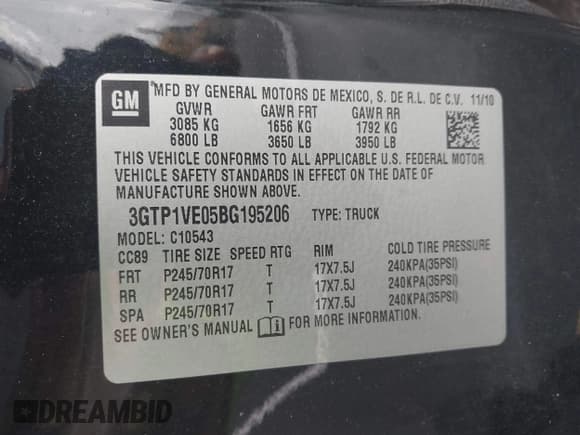 GM
MFD BY GENERAL MOTORS DE MEXICO, S. DE R.L. DE C.V. 11/10
GVWR GAWR FRT GAWR RR
3085 KG 1656 KG 1792 KG
6800 LB 3650 LB 3950 LB
THIS VEHICLE CONFORMS TO ALL APPLICABLE U.S. FEDERAL MOTOR
VEHICLE SAFETY STANDARDS IN EFFECT ON THE DATE OF
MANUFACTURE SHOWN ABOVE.
3GTP1VE05BG195206 TYPE: TRUCK
MODEL: C10543
CC89 TIRE SIZE SPEED RTG RIM COLD TIRE PRESSURE
FRT P245/70R17 T 17X7.5J 240KPA(35PSI)
RR P245/70R17 T 17X7.5J 240KPA(35PSI)
SPA P245/70R17 T 17X7.5J 240KPA(35PSI)
SEE OWNER'S MANUAL FOR MORE INFORMATION.
DREAMBID